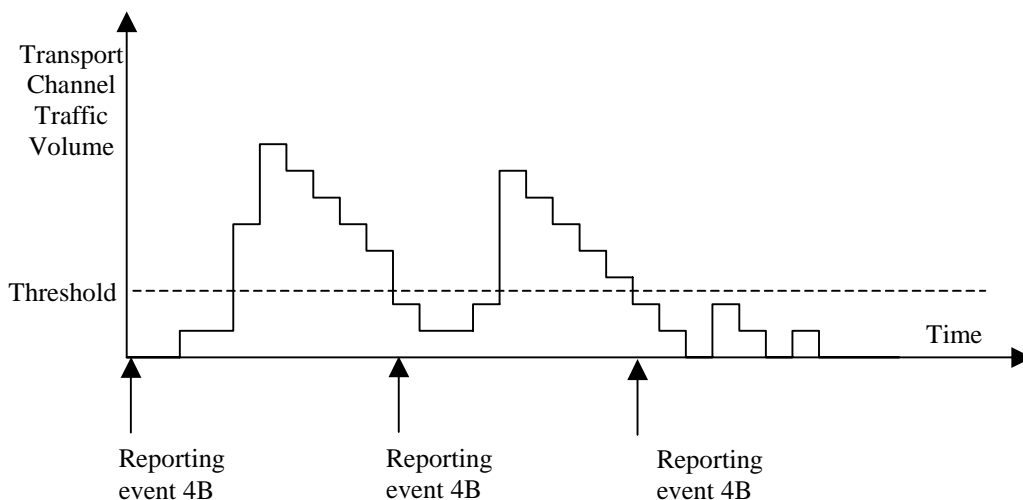 Transport
Channel
Traffic
Volume
Threshold
Time
Reporting
event 4B
Reporting
event 4B
Reporting
event 4B